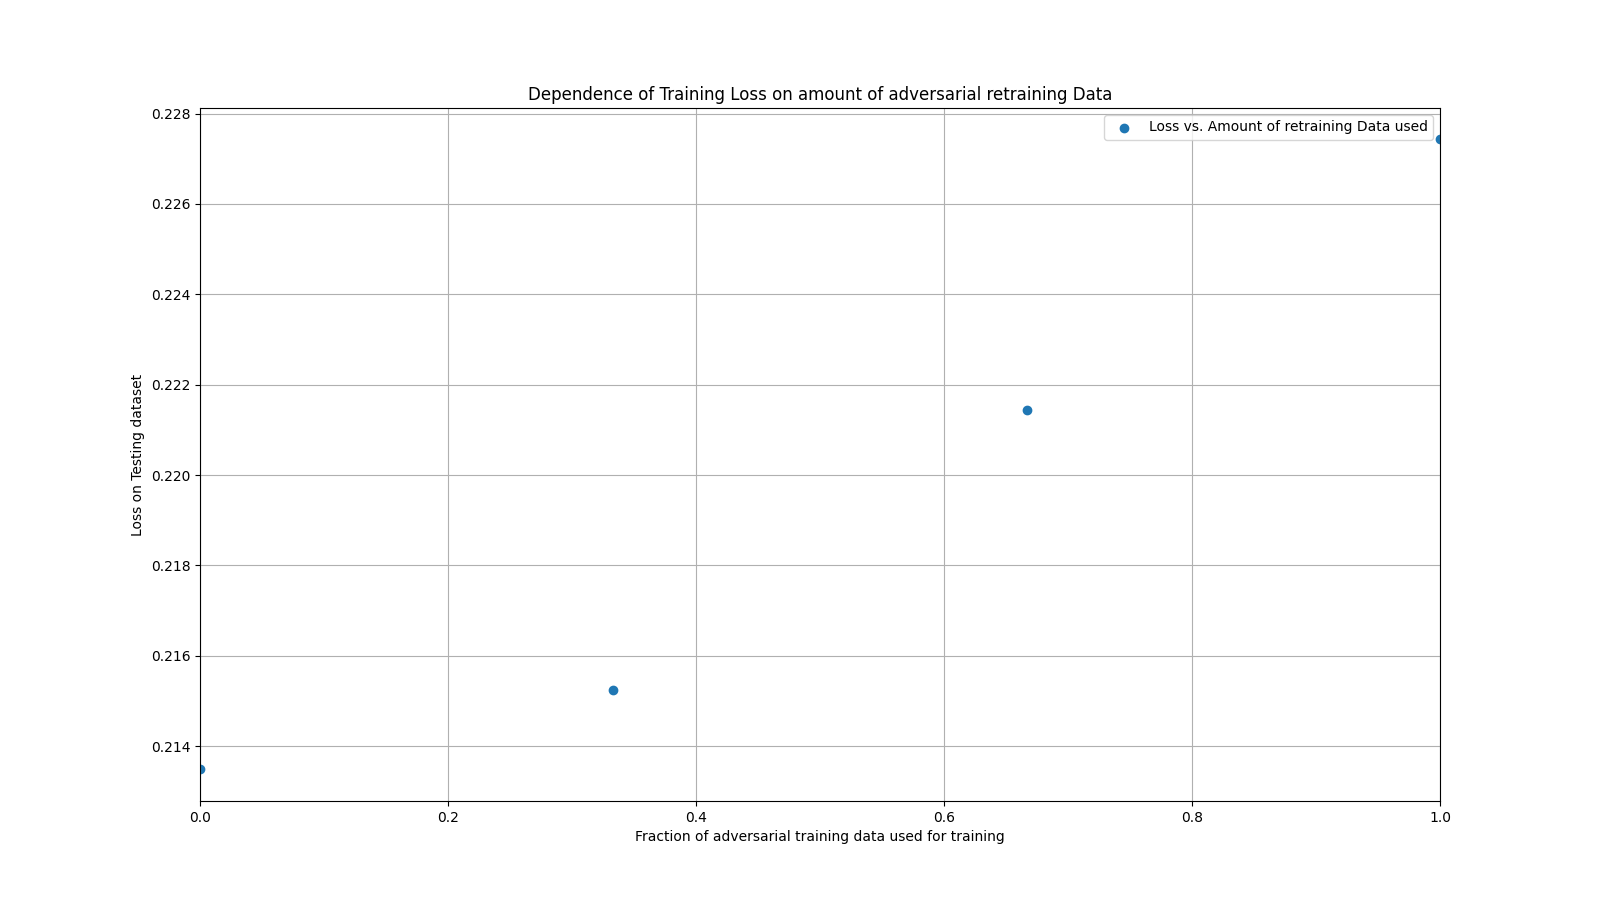 Dependence of Training Loss on amount of adversarial retraining Data
Loss vs. Amount of retraining Data used
0.228
0.226
0.224
0.222
0.220
0.218
0.216
0.214
Loss on Testing dataset
0.0 0.2 0.4 0.6 0.8 1.0
Fraction of adversarial training data used for training